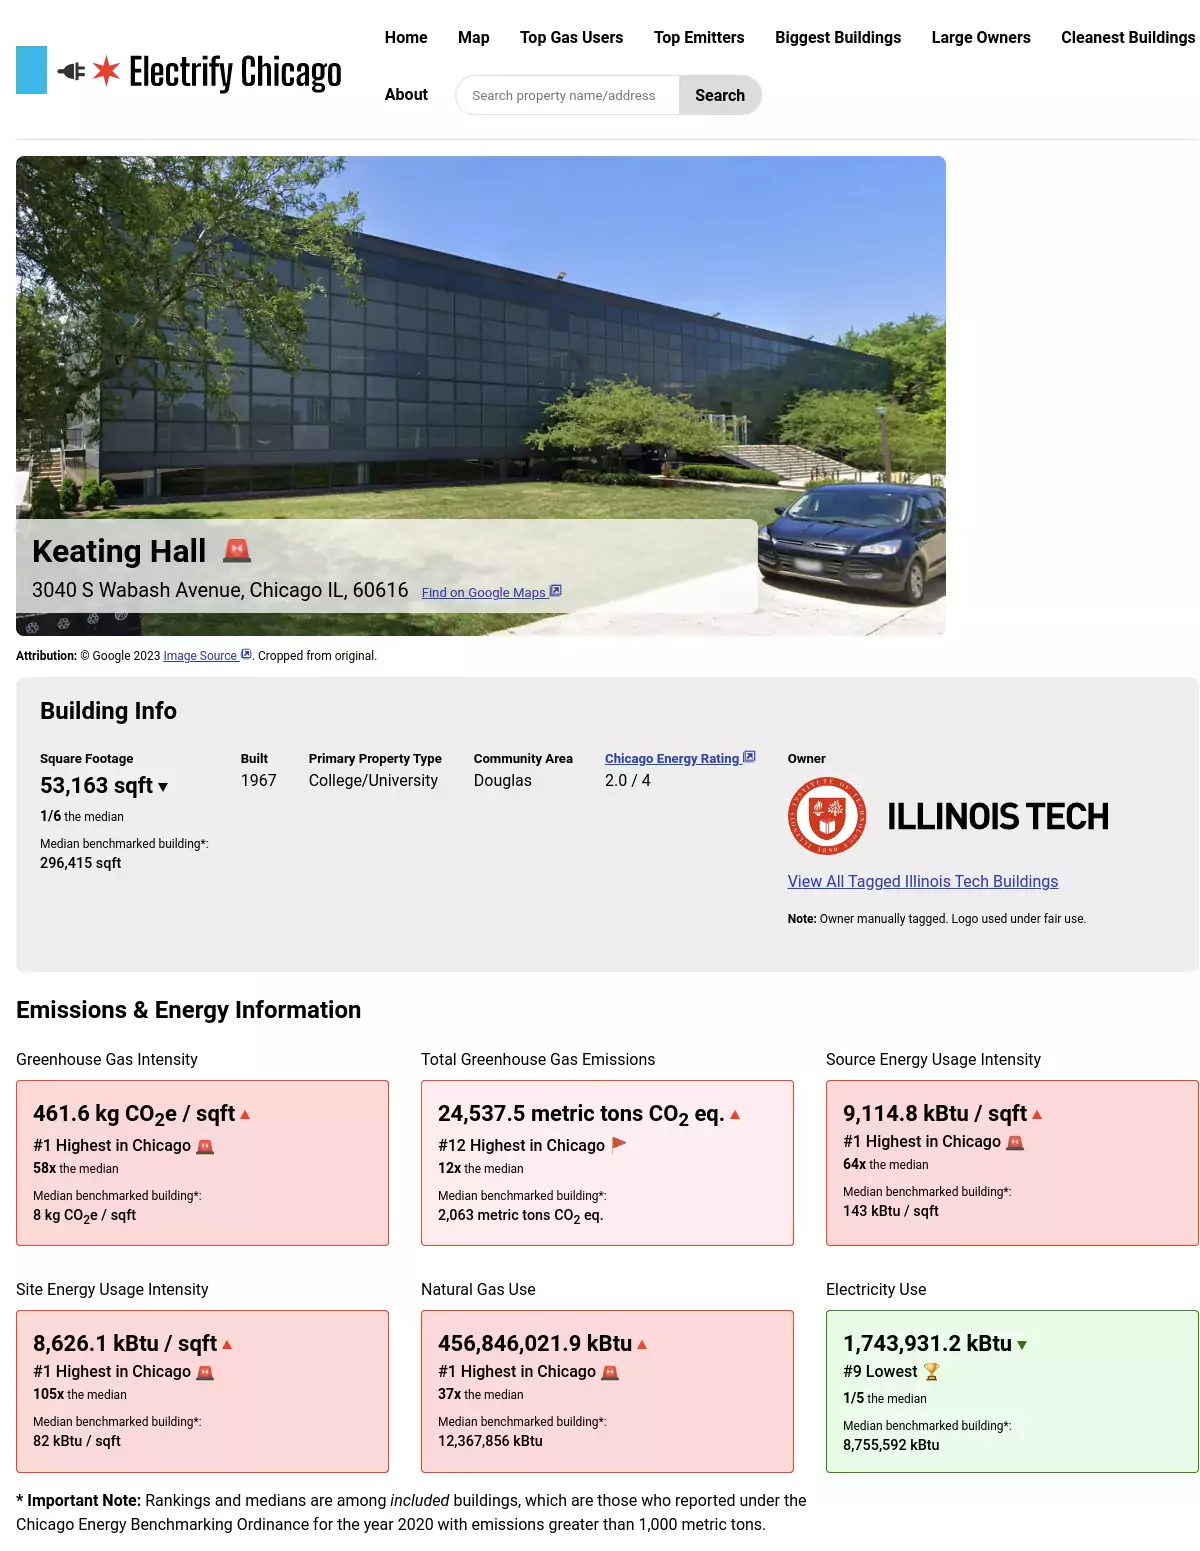 Electrify Chicago
Home Map Top Gas Users Top Emitters Biggest Buildings Large Owners Cleanest Buildings
About Search property name/address Search
Keating Hall
3040 S Wabash Avenue, Chicago IL, 60616 Find on Google Maps
Attribution: © Google 2023 Image Source . Cropped from original.
Building Info
Square Footage
53,163 sqft
1/6 the median
Median benchmarked building*:
296,415 sqft
Built
1967
Primary Property Type
College/University
Community Area
Douglas
Chicago Energy Rating
2.0 / 4
Owner
ILLINOIS INSTITUTE OF TECHNOLOGY
1890
ILLINOIS TECH
View All Tagged Illinois Tech Buildings
Note: Owner manually tagged. Logo used under fair use.
Emissions & Energy Information
Greenhouse Gas Intensity
461.6 kg CO2e / sqft
#1 Highest in Chicago
58x the median
Median benchmarked building*:
8 kg CO2e / sqft
Total Greenhouse Gas Emissions
24,537.5 metric tons CO2 eq.
#12 Highest in Chicago
12x the median
Median benchmarked building*:
2,063 metric tons CO2 eq.
Source Energy Usage Intensity
9,114.8 kBtu / sqft
#1 Highest in Chicago
64x the median
Median benchmarked building*:
143 kBtu / sqft
Site Energy Usage Intensity
8,626.1 kBtu / sqft
#1 Highest in Chicago
105x the median
Median benchmarked building*:
82 kBtu / sqft
Natural Gas Use
456,846,021.9 kBtu
#1 Highest in Chicago
37x the median
Median benchmarked building*:
12,367,856 kBtu
Electricity Use
1,743,931.2 kBtu
#9 Lowest
1/5 the median
Median benchmarked building*:
8,755,592 kBtu
* Important Note: Rankings and medians are among included buildings, which are those who reported under the
Chicago Energy Benchmarking Ordinance for the year 2020 with emissions greater than 1,000 metric tons.